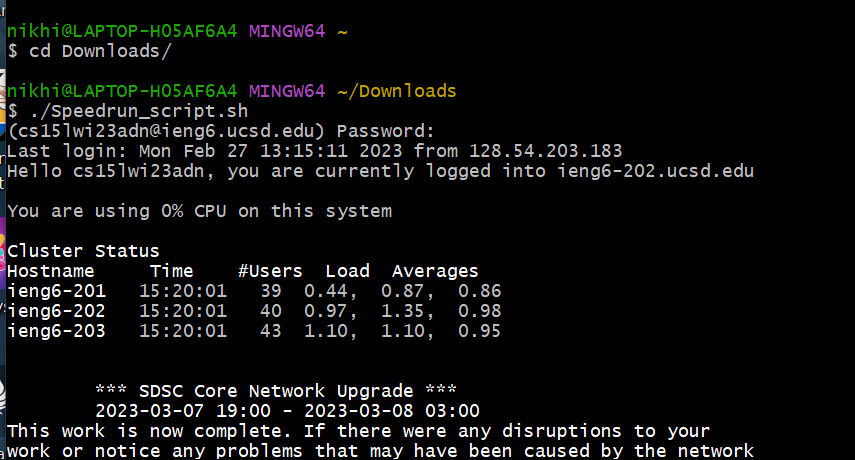 nikhi@LAPTOP-H05AF6A4 MINGW64 ~
$ cd Downloads/
nikhi@LAPTOP-H05AF6A4 MINGW64 ~/Downloads
$ ./Speedrun_script.sh
(cs15lwi23adn@ieng6.ucsd.edu) Password:
Last login: Mon Feb 27 13:15:11 2023 from 128.54.203.183
Hello cs15lwi23adn, you are currently logged into ieng6-202.ucsd.edu
You are using 0% CPU on this system
Cluster Status
Hostname     Time    #Users  Load  Averages
ieng6-201   15:20:01   39  0.44,  0.87,  0.86
ieng6-202   15:20:01   40  0.97,  1.35,  0.98
ieng6-203   15:20:01   43  1.10,  1.10,  0.95
*** SDSC Core Network Upgrade ***
2023-03-07 19:00 - 2023-03-08 03:00
This work is now complete. If there were any disruptions to your
work or notice any problems that may have been caused by the network